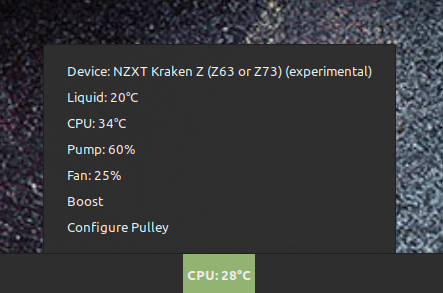 Device: NZXT Kraken Z (Z63 or Z73) (experimental)
Liquid: 20°C
CPU: 34°C
Pump: 60%
Fan: 25%
Boost
Configure Pulley
CPU: 28°C